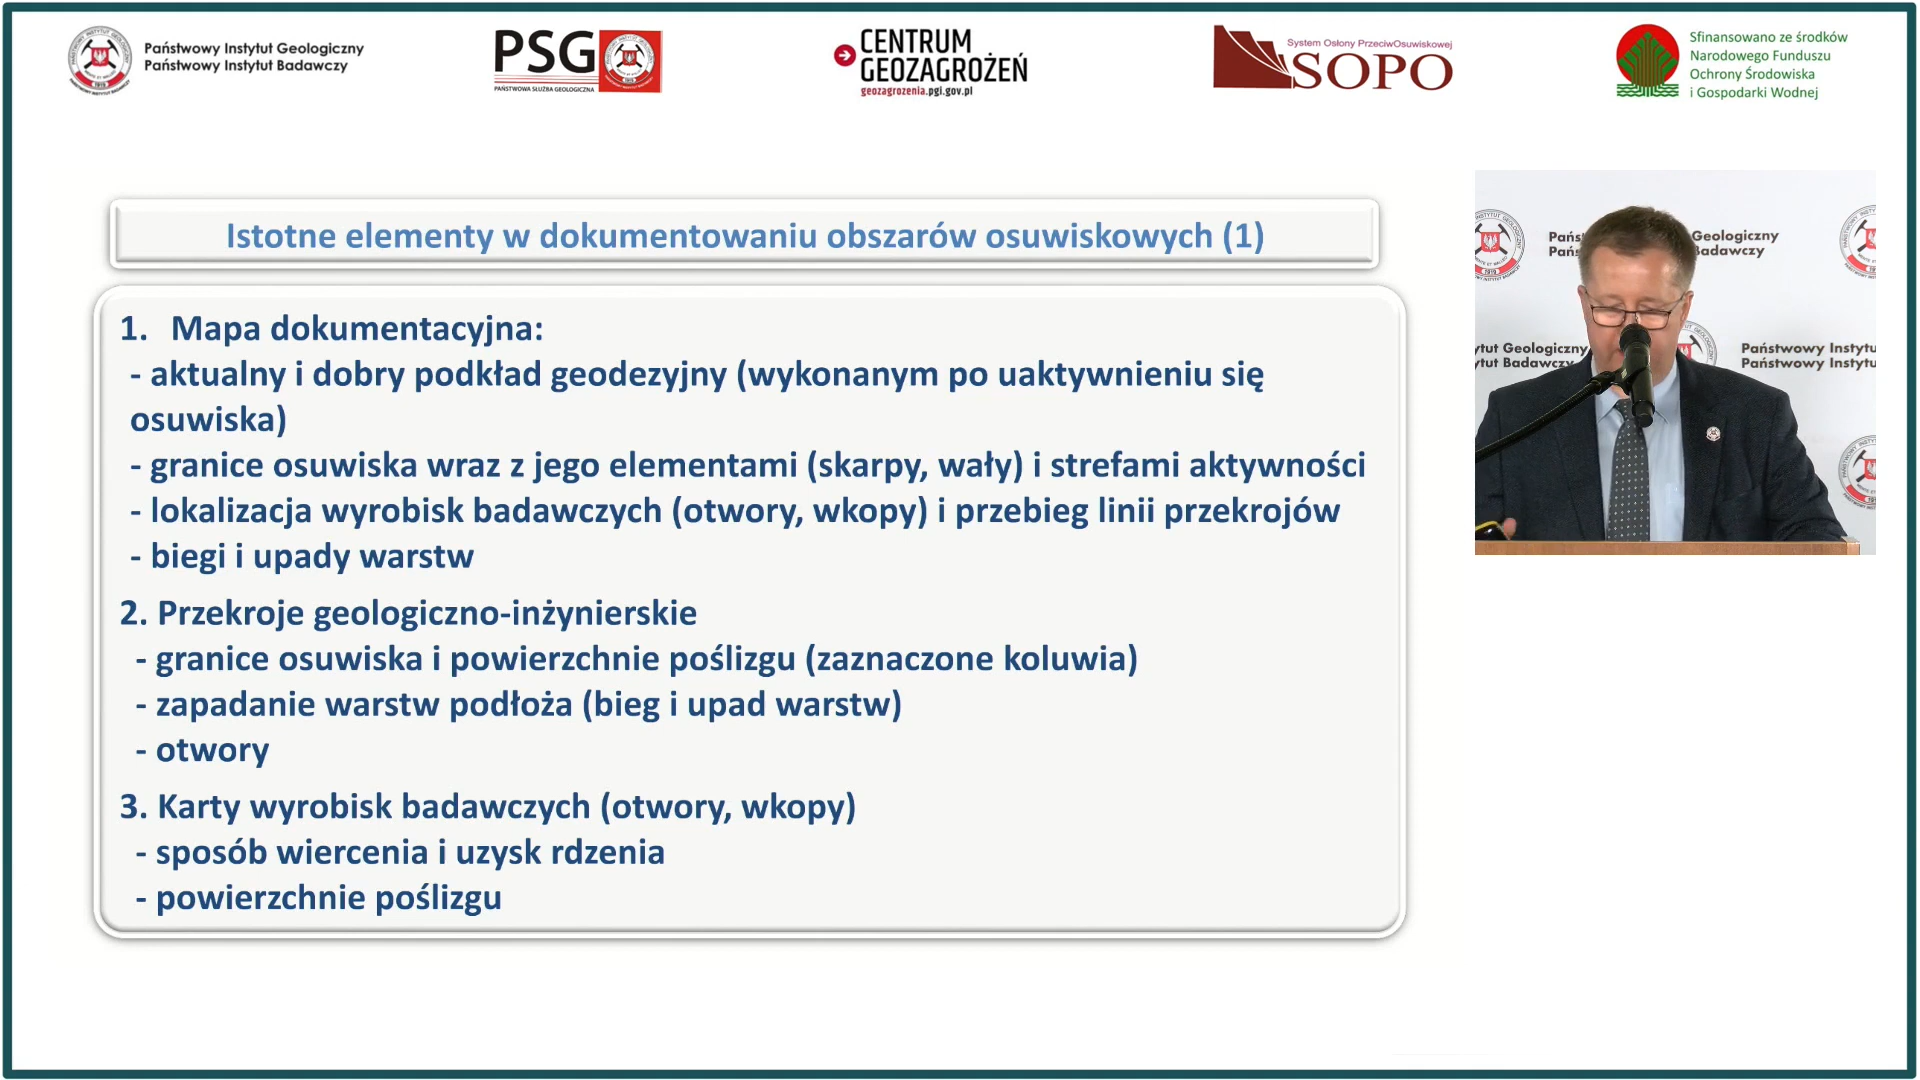 Państwowy Instytut Geologiczny
Państwowy Instytut Badawczy
PSG
PAŃSTWOWA SŁUŻBA GEOLOGICZNA
CENTRUM
GEOZAGROŻEŃ
geozagrozenia.pgi.gov.pl
System Osłony PrzeciwOsuwiskowej
SOPO
Sfinansowano ze środków
Narodowego Funduszu
Ochrony Środowiska
i Gospodarki Wodnej
Istotne elementy w dokumentowaniu obszarów osuwiskowych (1)
1. Mapa dokumentacyjna:
- aktualny i dobry podkład geodezyjny (wykonanym po uaktywnieniu się
osuwiska)
- granice osuwiska wraz z jego elementami (skarpy, wały) i strefami aktywności
- lokalizacja wyrobisk badawczych (otwory, wkopy) i przebieg linii przekrojów
- biegi i upady warstw
2. Przekroje geologiczno-inżynierskie
- granice osuwiska i powierzchnie poślizgu (zaznaczone koluwia)
- zapadanie warstw podłoża (bieg i upad warstw)
- otwory
3. Karty wyrobisk badawczych (otwory, wkopy)
- sposób wiercenia i uzysk rdzenia
- powierzchnie poślizgu
Geologiczny
Badawczy
tut Geologiczny
tut Badawcz
Państwowy Instytu
Państwowy Instytu